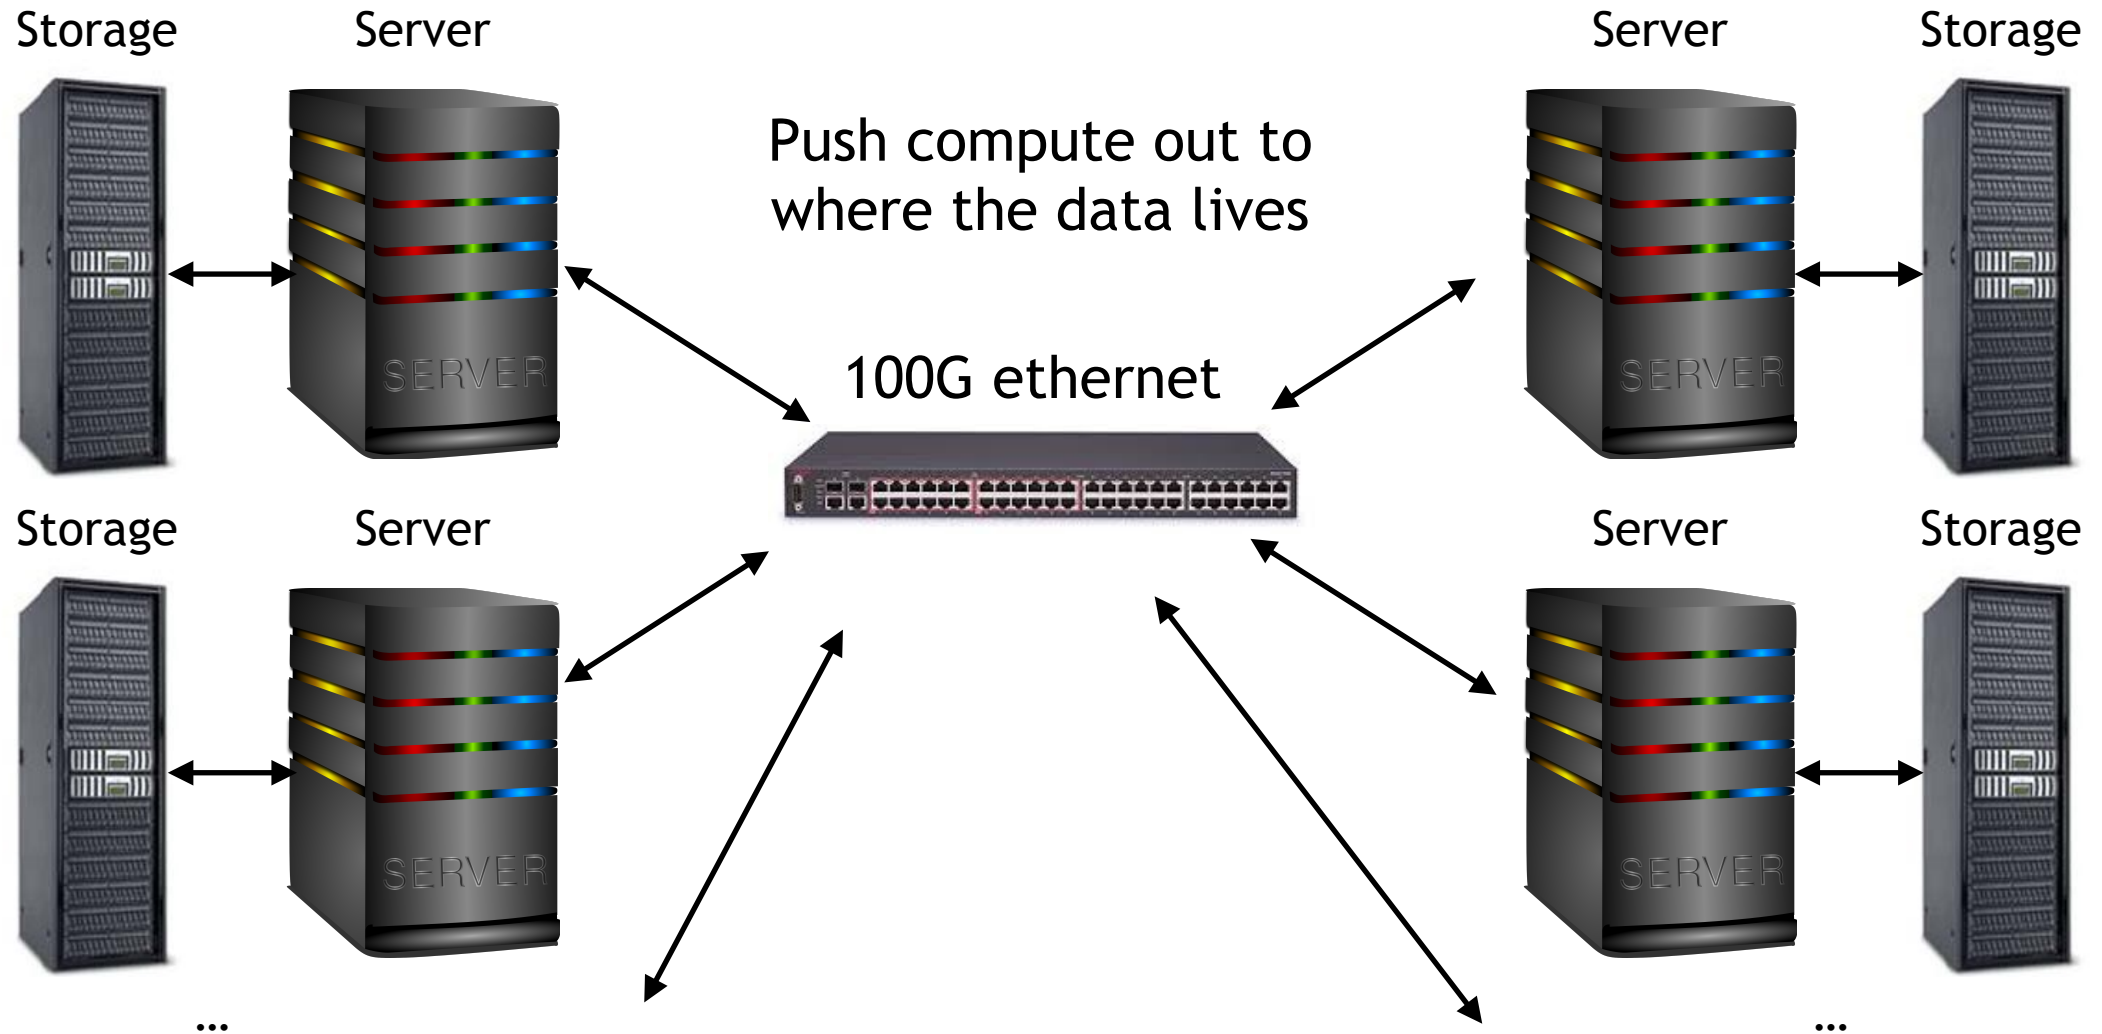 Storage
Server
Server
Storage
Push compute out to
where the data lives
100G ethernet
SERVER
SERVER
Storage
Server
Server
Storage
SERVER
SERVER
...
...